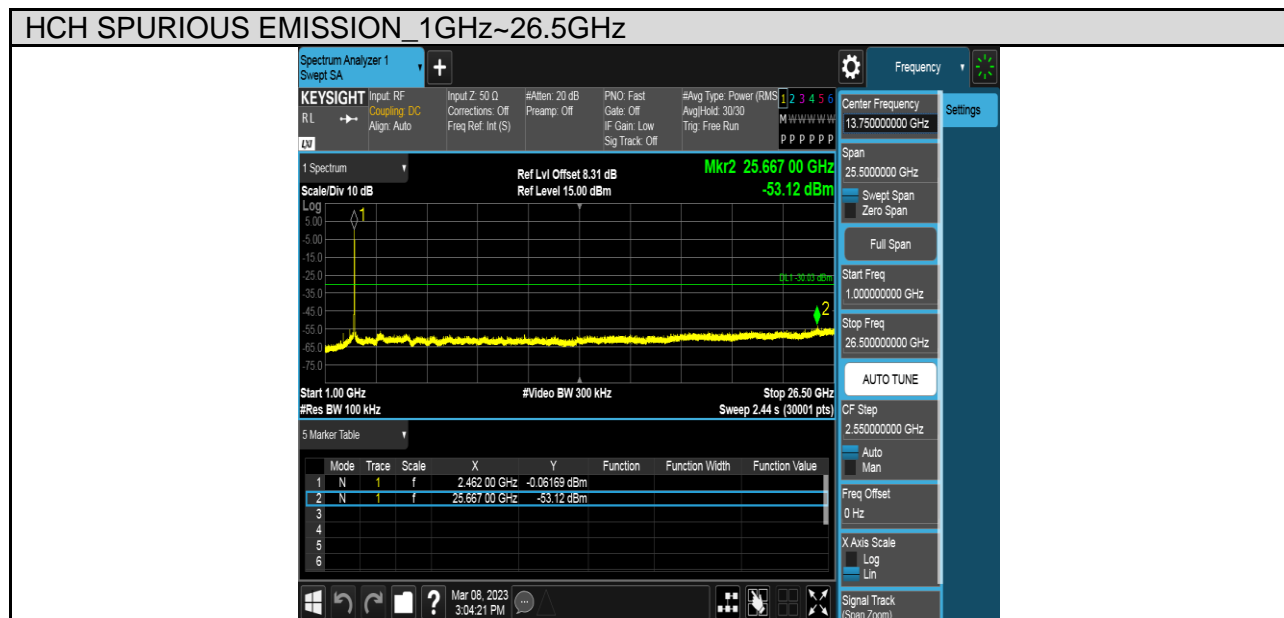 HCH SPURIOUS EMISSION_1GHz~26.5GHz
Spectrum Analyzer 1
Swept SA
+
Frequency
KEYSIGHT
RL
LXI
Input: RF
Coupling: DC
Align: Auto
Input Z: 50 Ω
Corrections: Off
Freq Ref: Int (S)
#Atten: 20 dB
Preamp: Off
PNO: Fast
Gate: Off
IF Gain: Low
Sig Track: Off
#Avg Type: Power (RMS
Avg|Hold: 30/30
Trig: Free Run
1 2 3 4 5 6
M W W W W W
P P P P P P
1 Spectrum
Scale/Div 10 dB
Ref Lvl Offset 8.31 dB
Ref Level 15.00 dBm
Mkr2 25.667 00 GHz
-53.12 dBm
Log
5.00
-5.00
-15.0
-25.0
-35.0
-45.0
-55.0
-65.0
-75.0
1
DL1 -30.03 dBm
2
Start 1.00 GHz
#Res BW 100 kHz
#Video BW 300 kHz
Stop 26.50 GHz
Sweep 2.44 s (30001 pts)
5 Marker Table
Mode Trace Scale X Y Function Function Width Function Value
1 N 1 f 2.462 00 GHz -0.06169 dBm
2 N 1 f 25.667 00 GHz -53.12 dBm
3
4
5
6
?
Mar 08, 2023
3:04:21 PM
Center Frequency
13.750000000 GHz
Settings
Span
25.5000000 GHz
Swept Span
Zero Span
Full Span
Start Freq
1.000000000 GHz
Stop Freq
26.500000000 GHz
AUTO TUNE
CF Step
2.550000000 GHz
Auto
Man
Freq Offset
0 Hz
X Axis Scale
Log
Lin
Signal Track
(Span Zoom)